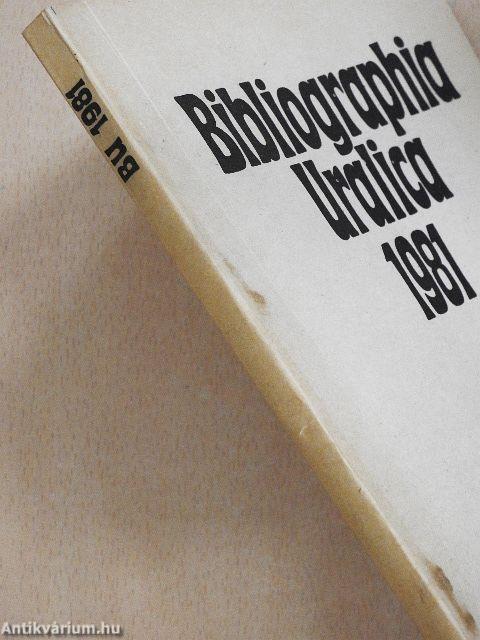 Bibliographia
Uralica
1981
BU 1981
Antikvárium.hu